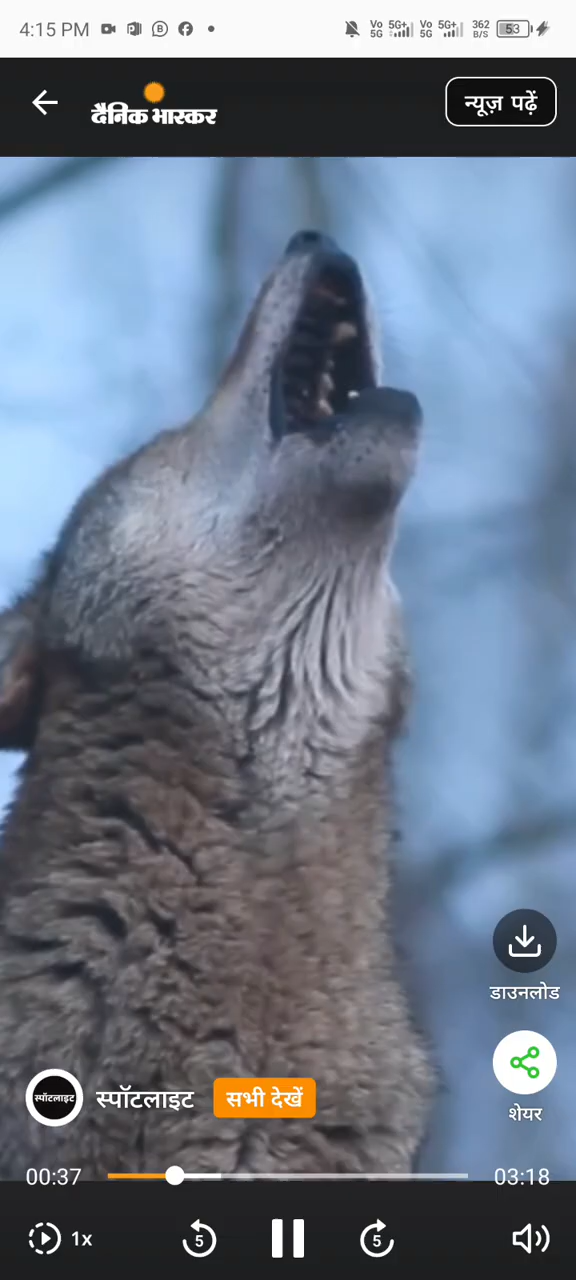 4:15 PM Vo 5G 5G+ Vo 5G 5G+ 362 B/S 53
दैनिक भास्कर
न्यूज़ पढ़ें
डाउनलोड
स्पॉटलाइट स्पॉटलाइट सभी देखें
शेयर
00:37 03:18
1x 5 5